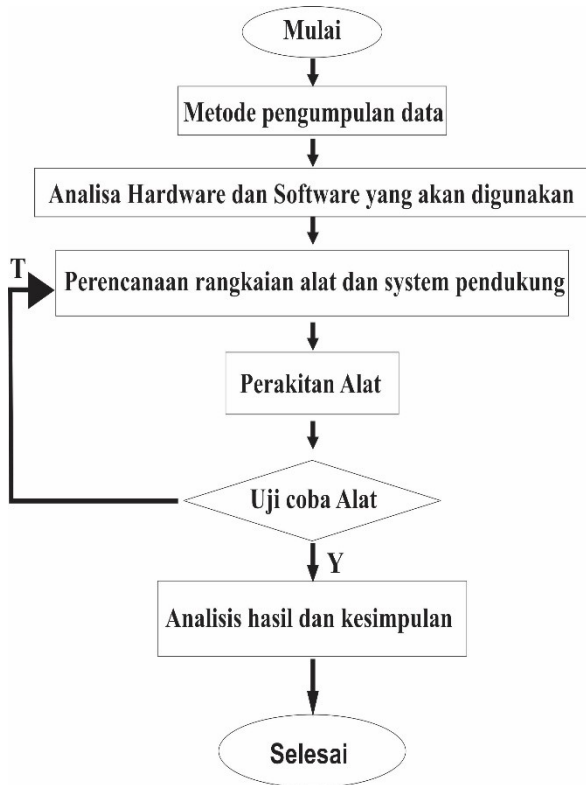 Mulai
Metode pengumpulan data
Analisa Hardware dan Software yang akan digunakan
T
Perencanaan rangkaian alat dan system pendukung
Perakitan Alat
Uji coba Alat
Y
Analisis hasil dan kesimpulan
Selesai